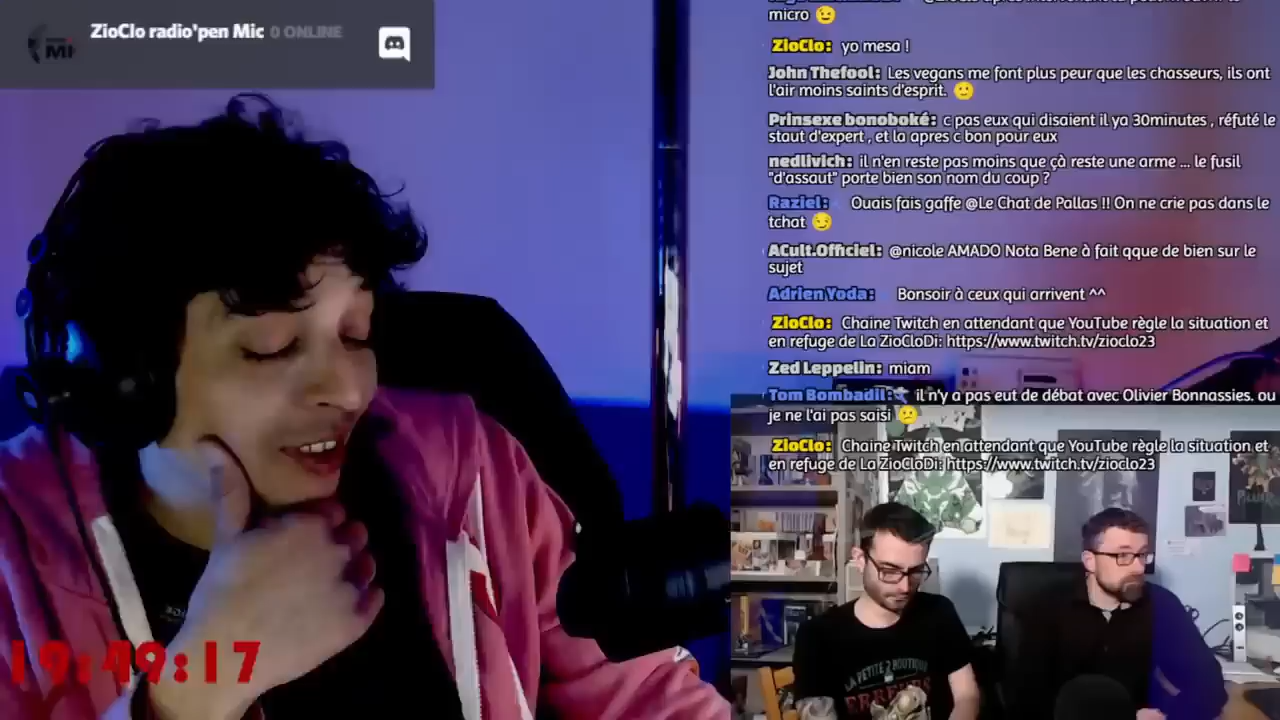 ZioClo radio'pen Mic 0 ONLINE
micro
ZioClo: yo mesa !
John Thefool: Les vegans me font plus peur que les chasseurs, ils ont
l'air moins saints d'esprit.
Prinsexe bonoboké: c pas eux qui disaient il ya 30minutes , réfuté le
staut d'expert , et la apres c bon pour eux
nedlivich: il n'en reste pas moins que çà reste une arme ... le fusil
"d'assaut" porte bien son nom du coup ?
Raziel: Ouais fais gaffe @Le Chat de Pallas !! On ne crie pas dans le
tchat
ACult.Officiel: @nicole AMADO Nota Bene à fait qque de bien sur le
sujet
Adrien Yoda: Bonsoir à ceux qui arrivent ^^
ZioClo: Chaine Twitch en attendant que YouTube règle la situation et
en refuge de La ZioCloDi: https://www.twitch.tv/zioclo23
Zed Leppelin: miam
Tom Bombadil: il n'y a pas eut de débat avec Olivier Bonnassies. ou
je ne l'ai pas saisi
ZioClo: Chaine Twitch en attendant que YouTube règle la situation et
en refuge de La ZioCloDi: https://www.twitch.tv/zioclo23
LA PETITE BOUTIQUE
ERREURS
19:49:17